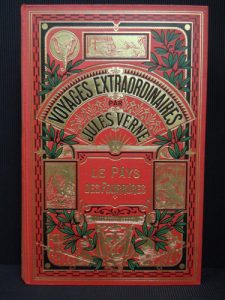 VOYAGES EXTRAORDINAIRES
PAR
JULES VERNE
LE PAYS
DES FOURRURES